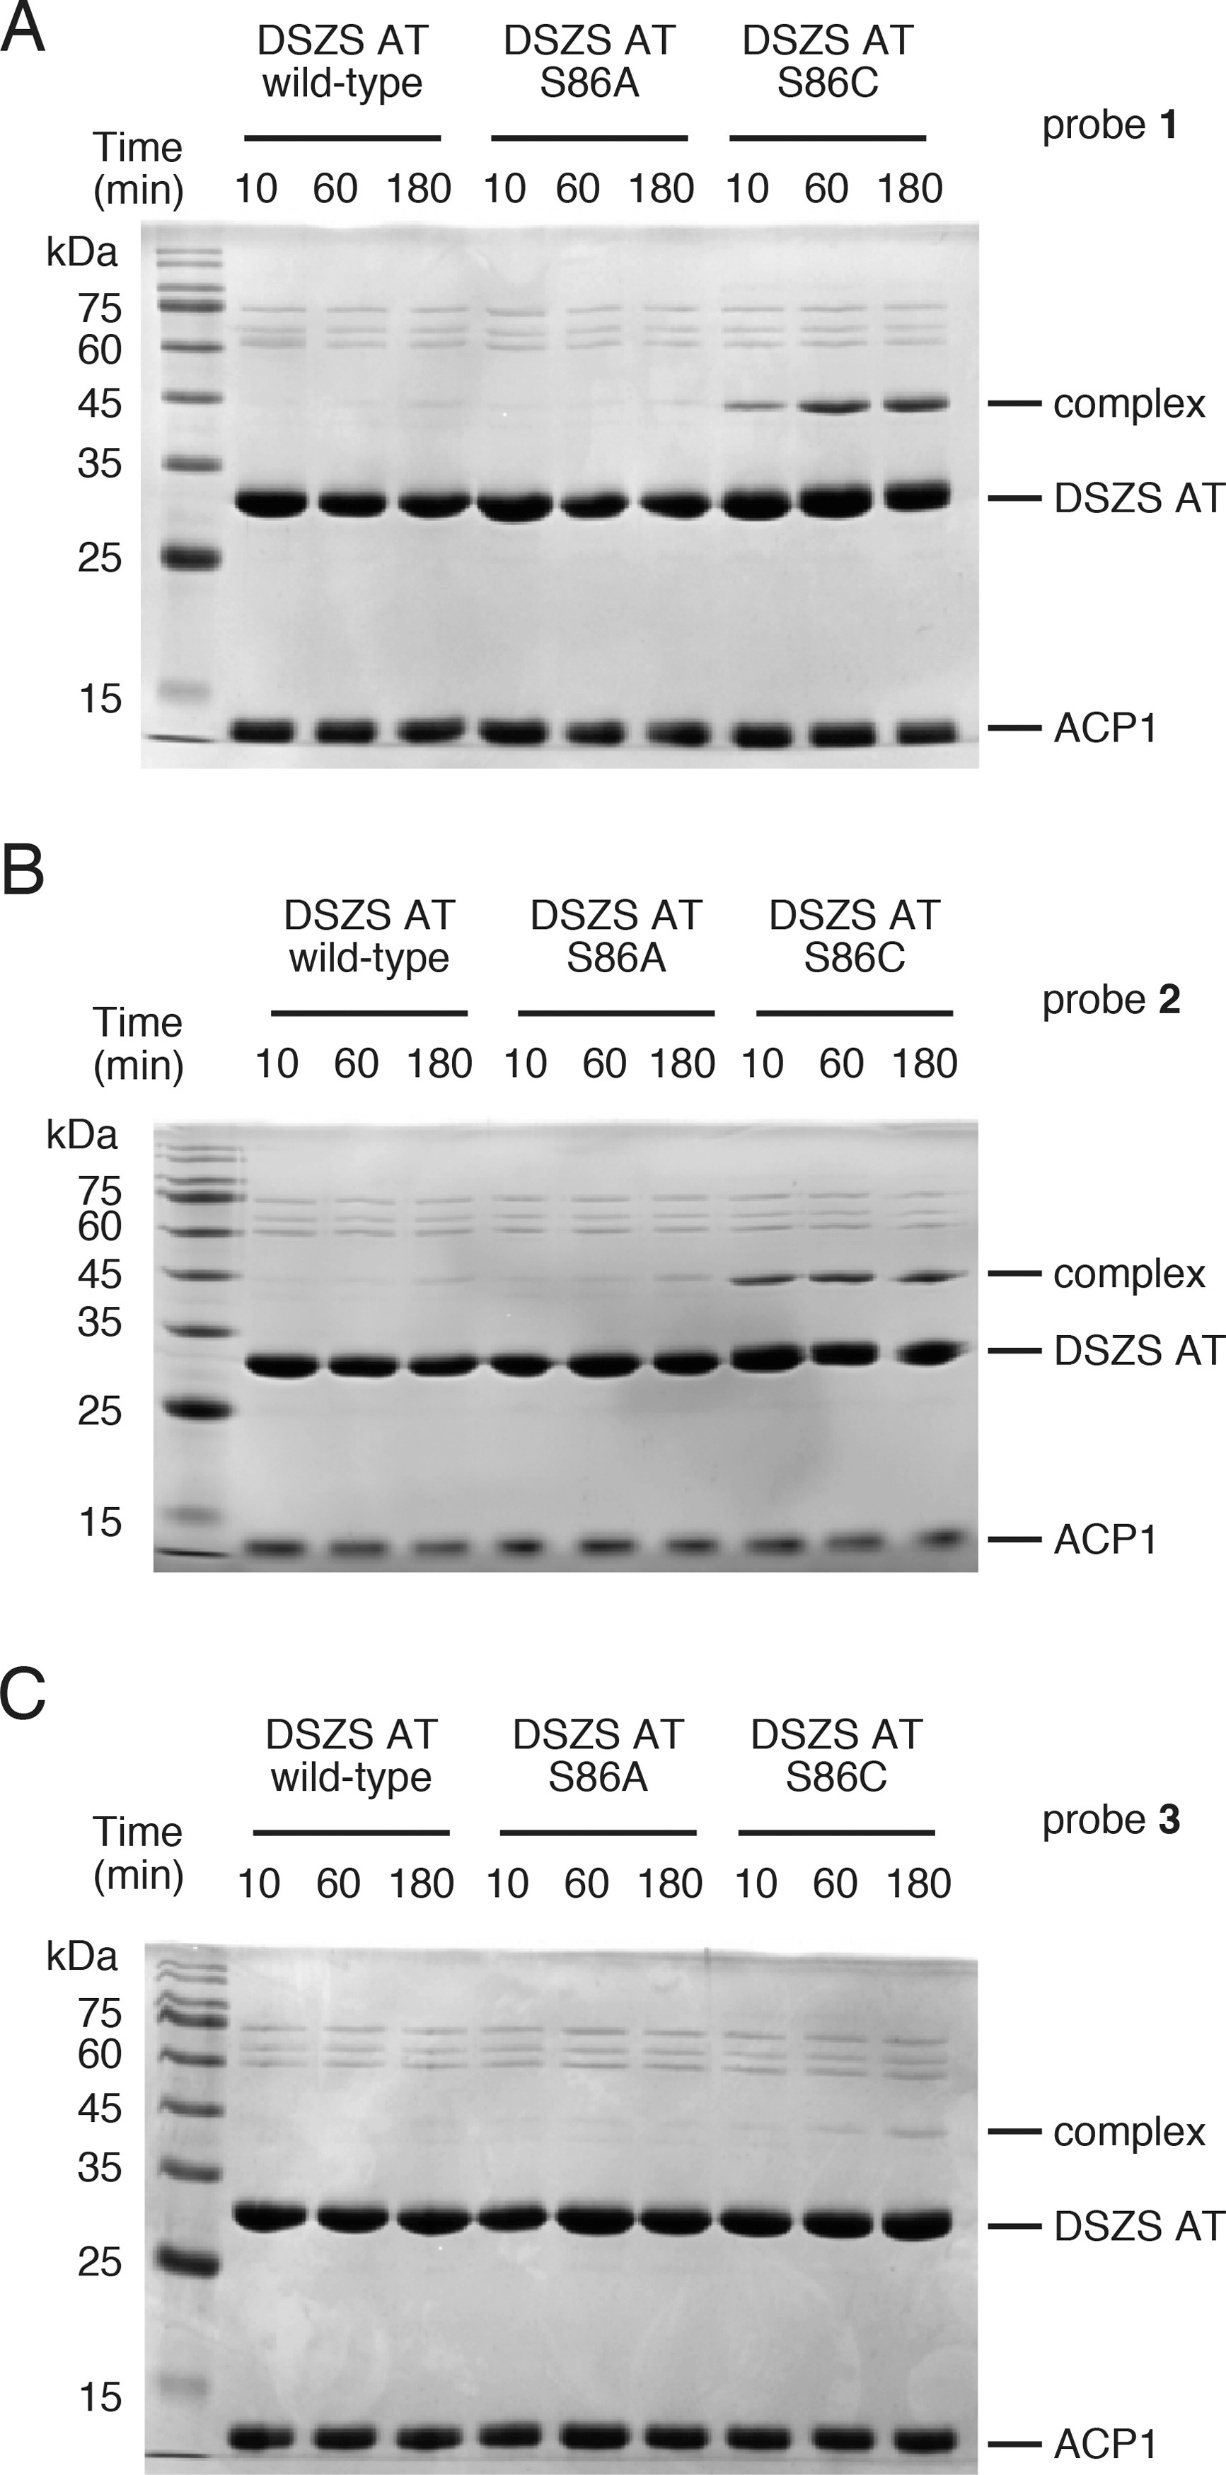 A
DSZS AT DSZS AT DSZS AT
wild-type S86A S86C
probe 1
Time
(min) 10 60 180 10 60 180 10 60 180
kDa
75
60
45 complex
35
DSZS AT
25
15
ACP1
B
DSZS AT DSZS AT DSZS AT
wild-type S86A S86C
probe 2
Time
(min) 10 60 180 10 60 180 10 60 180
kDa
75
60
45 complex
35
DSZS AT
25
15
ACP1
C
DSZS AT DSZS AT DSZS AT
wild-type S86A S86C
probe 3
Time
(min) 10 60 180 10 60 180 10 60 180
kDa
75
60
45
complex
35
DSZS AT
25
15
ACP1